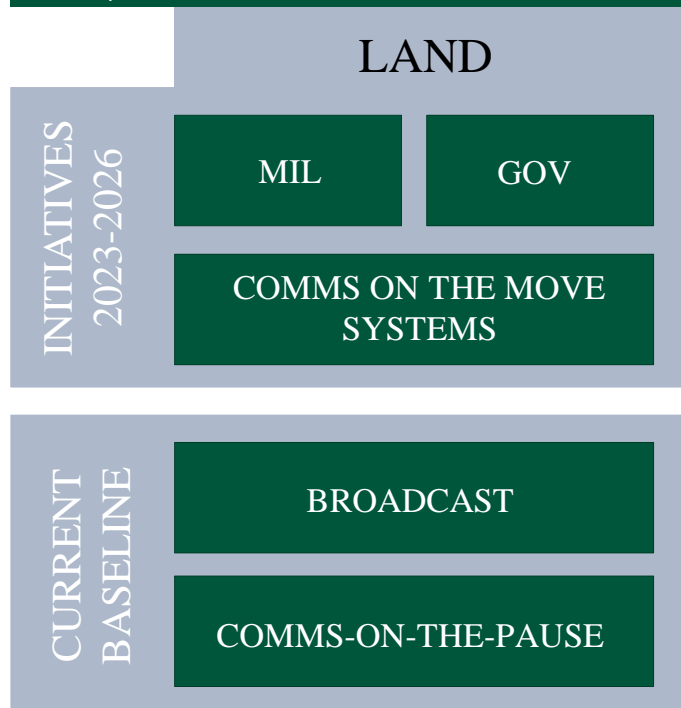 LAND
INITIATIVES
2023-2026
MIL
GOV
COMMS ON THE MOVE
SYSTEMS
CURRENT
BASELINE
BROADCAST
COMMS-ON-THE-PAUSE